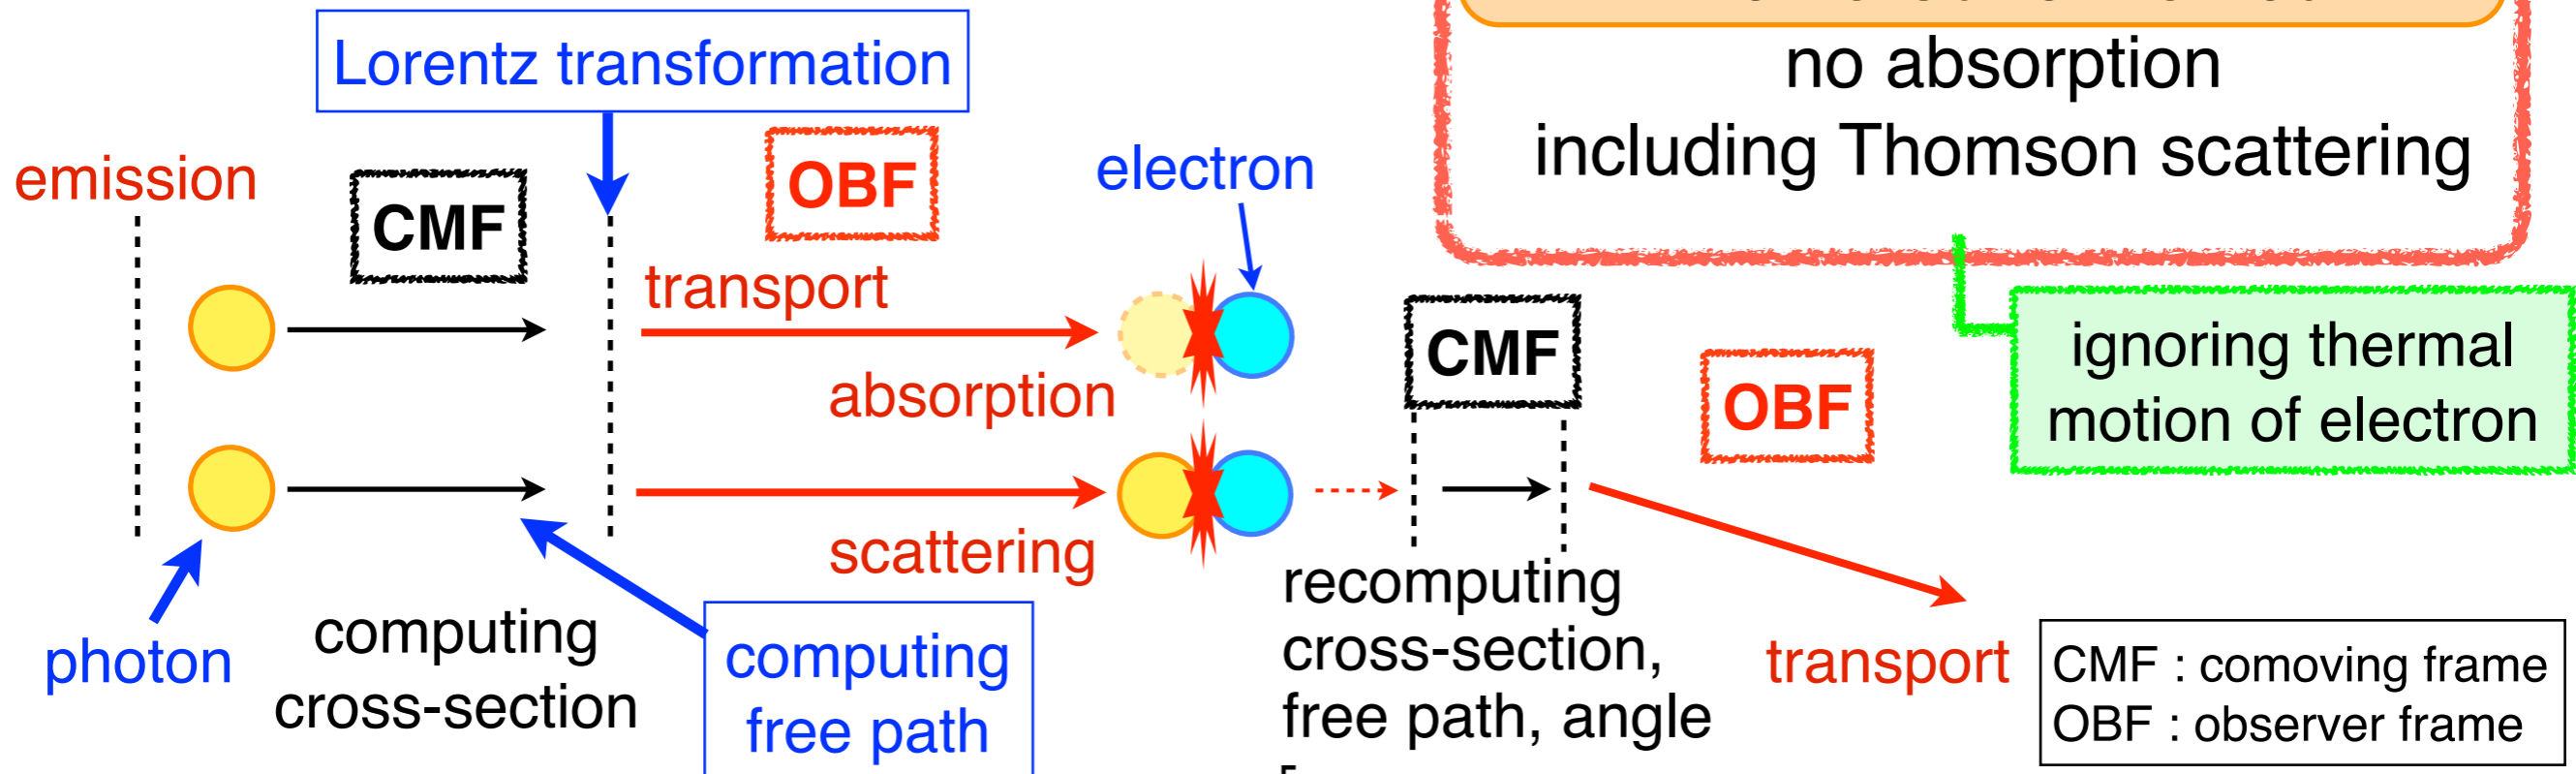 Lorentz transformation
no absorption
including Thomson scattering
emission
CMF
OBF
electron
transport
absorption
CMF
OBF
ignoring thermal
motion of electron
scattering
photon
computing
cross-section
computing
free path
recomputing
cross-section,
free path, angle
transport
CMF : comoving frame
OBF : observer frame